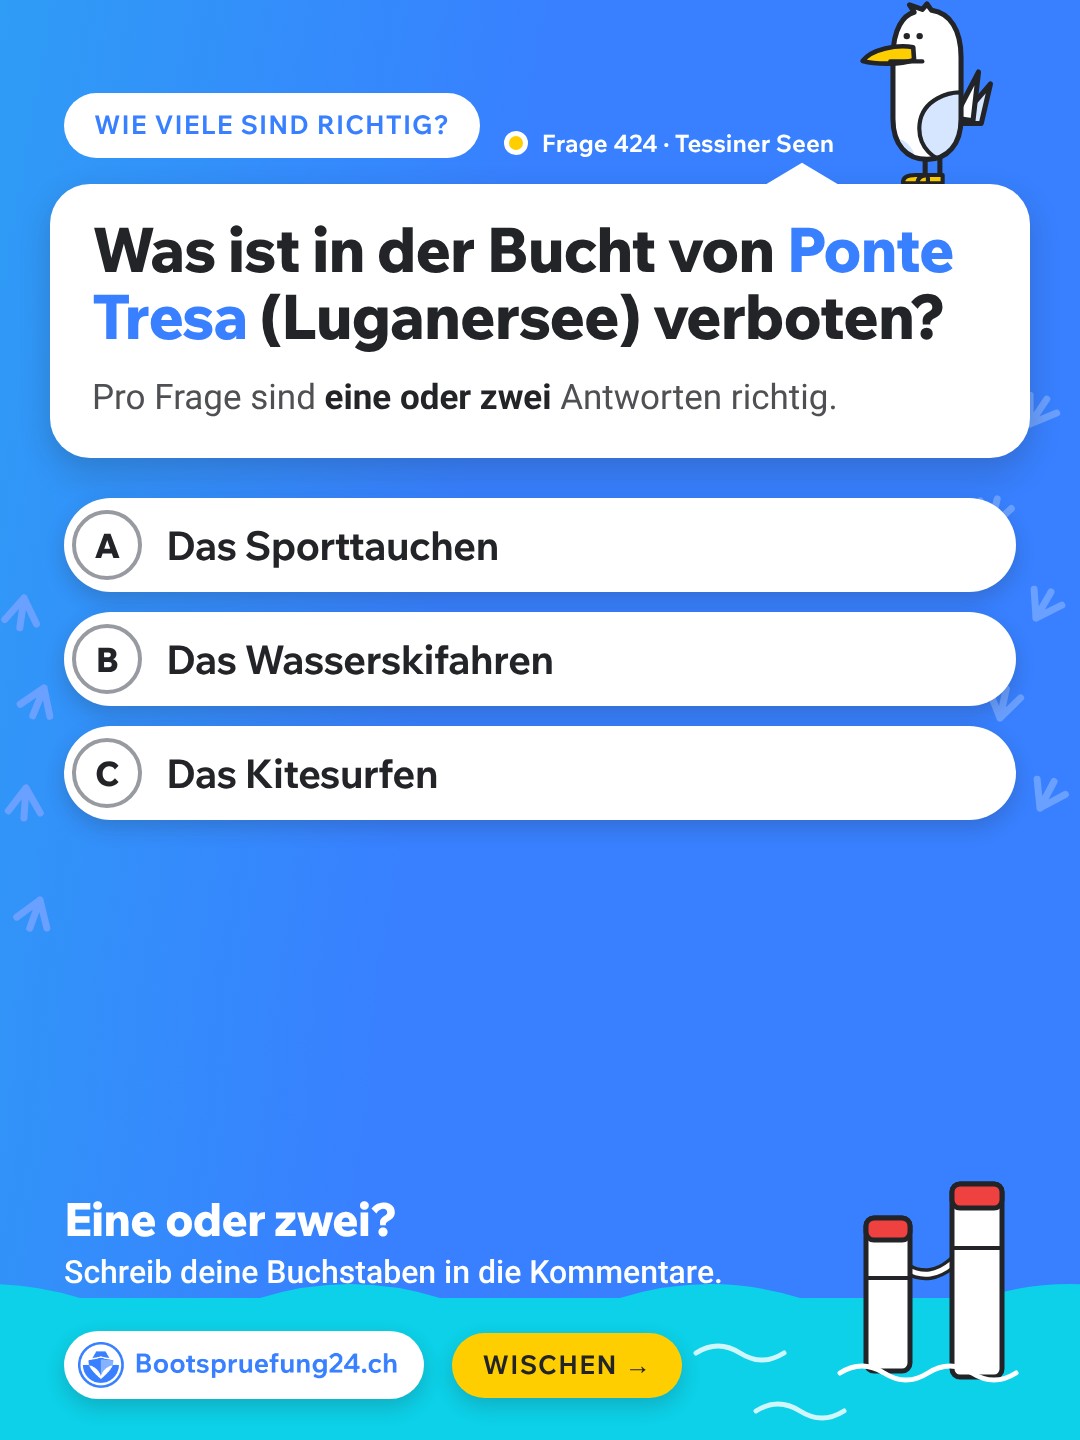 WIE VIELE SIND RICHTIG?
Frage 424 · Tessiner Seen
Was ist in der Bucht von Ponte
Tresa (Luganersee) verboten?
Pro Frage sind eine oder zwei Antworten richtig.
A Das Sporttauchen
B Das Wasserskifahren
C Das Kitesurfen
Eine oder zwei?
Schreib deine Buchstaben in die Kommentare.
Bootspruefung24.ch
WISCHEN →